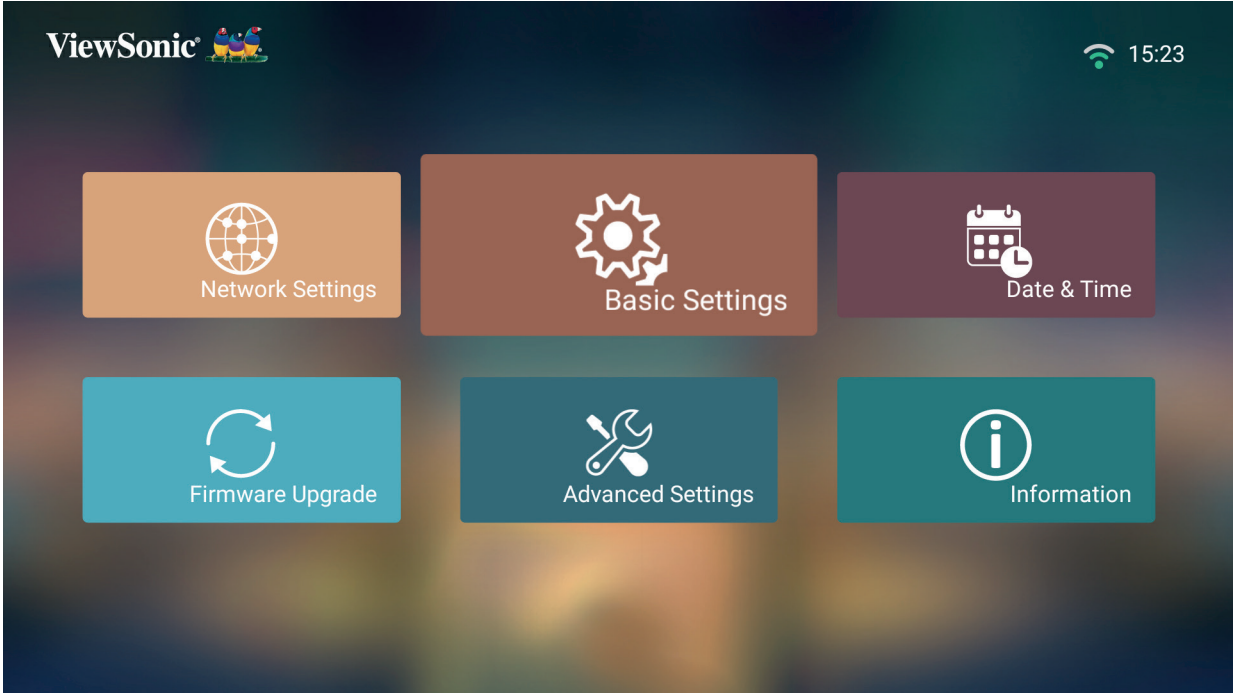 ViewSonic®
15:23
Network Settings
Basic Settings
Date & Time
Firmware Upgrade
Advanced Settings
Information